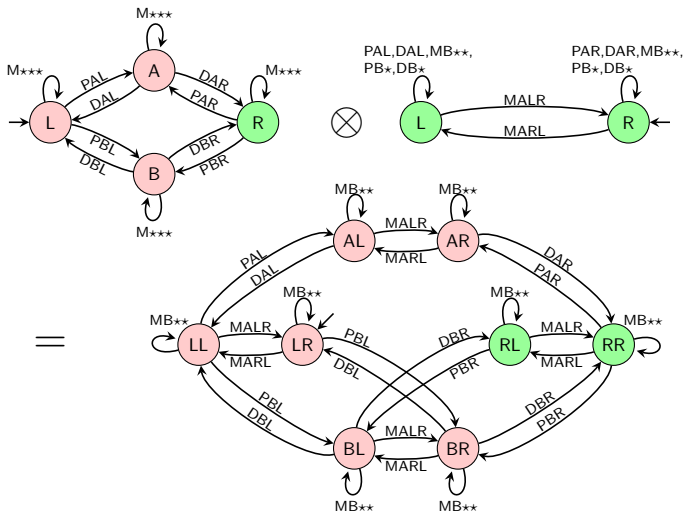 M⋆⋆⋆
A
M⋆⋆⋆
PAL
DAL
DAR
PAR
M⋆⋆⋆
L
R
PBL
DBL
DBR
PBR
B
M⋆⋆⋆
⊗
PAL,DAL,MB⋆⋆,
PB⋆,DB⋆
PAR,DAR,MB⋆⋆,
PB⋆,DB⋆
L
MALR
MARL
R
=
MB⋆⋆
MB⋆⋆
AL
MALR
MARL
AR
PAL
DAL
DAR
PAR
MB⋆⋆
MB⋆⋆
MB⋆⋆
MB⋆⋆
LL
MALR
MARL
LR
PBL
DBL
DBR
PBR
RL
MALR
MARL
RR
PBL
DBL
DBR
PBR
BL
MALR
MARL
BR
MB⋆⋆
MB⋆⋆